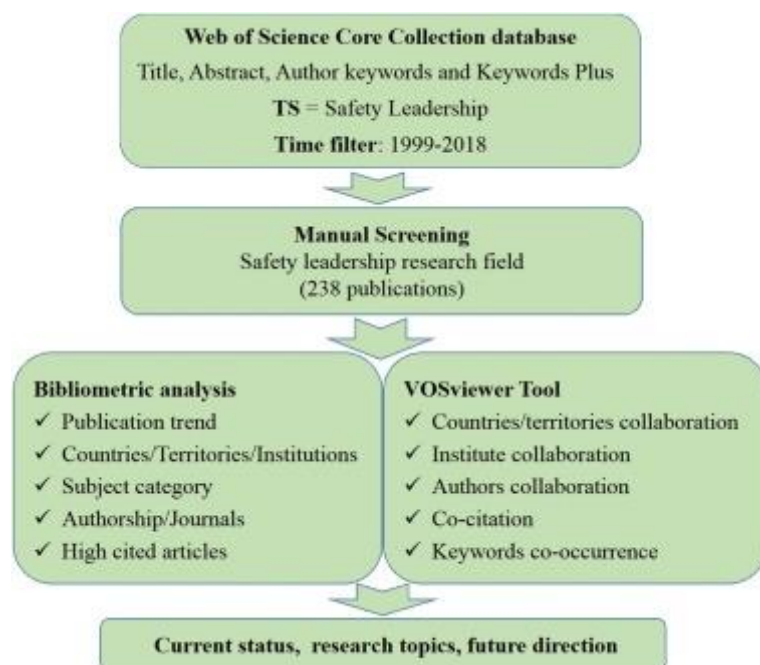 Web of Science Core Collection database
Title, Abstract, Author keywords and Keywords Plus
TS = Safety Leadership
Time filter: 1999-2018
Manual Screening
Safety leadership research field
(238 publications)
Bibliometric analysis
✓ Publication trend
✓ Countries/Territories/Institutions
✓ Subject category
✓ Authorship/Journals
✓ High cited articles
VOSviewer Tool
✓ Countries/territories collaboration
✓ Institute collaboration
✓ Authors collaboration
✓ Co-citation
✓ Keywords co-occurrence
Current status, research topics, future direction